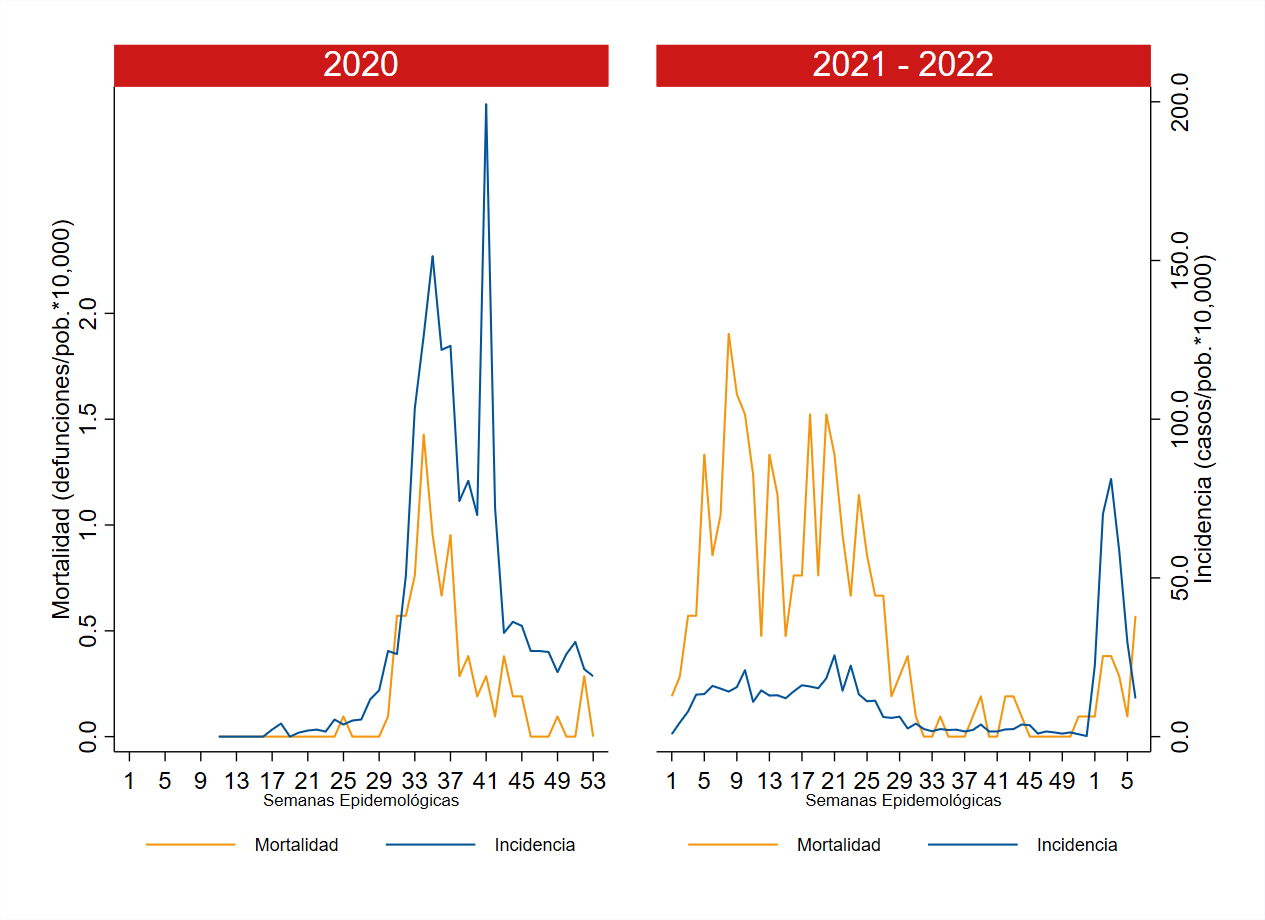 2020
2021 - 2022
Mortalidad (defunciones/pob.*10,000)
2.0
1.5
1.0
0.5
0.0
200.0
150.0
100.0
50.0
0.0
Incidencia (casos/pob.*10,000)
1 5 9 13 17 21 25 29 33 37 41 45 49 53
Semanas Epidemológicas
1 5 9 13 17 21 25 29 33 37 41 45 49 1 5
Semanas Epidemológicas
Mortalidad Incidencia
Mortalidad Incidencia